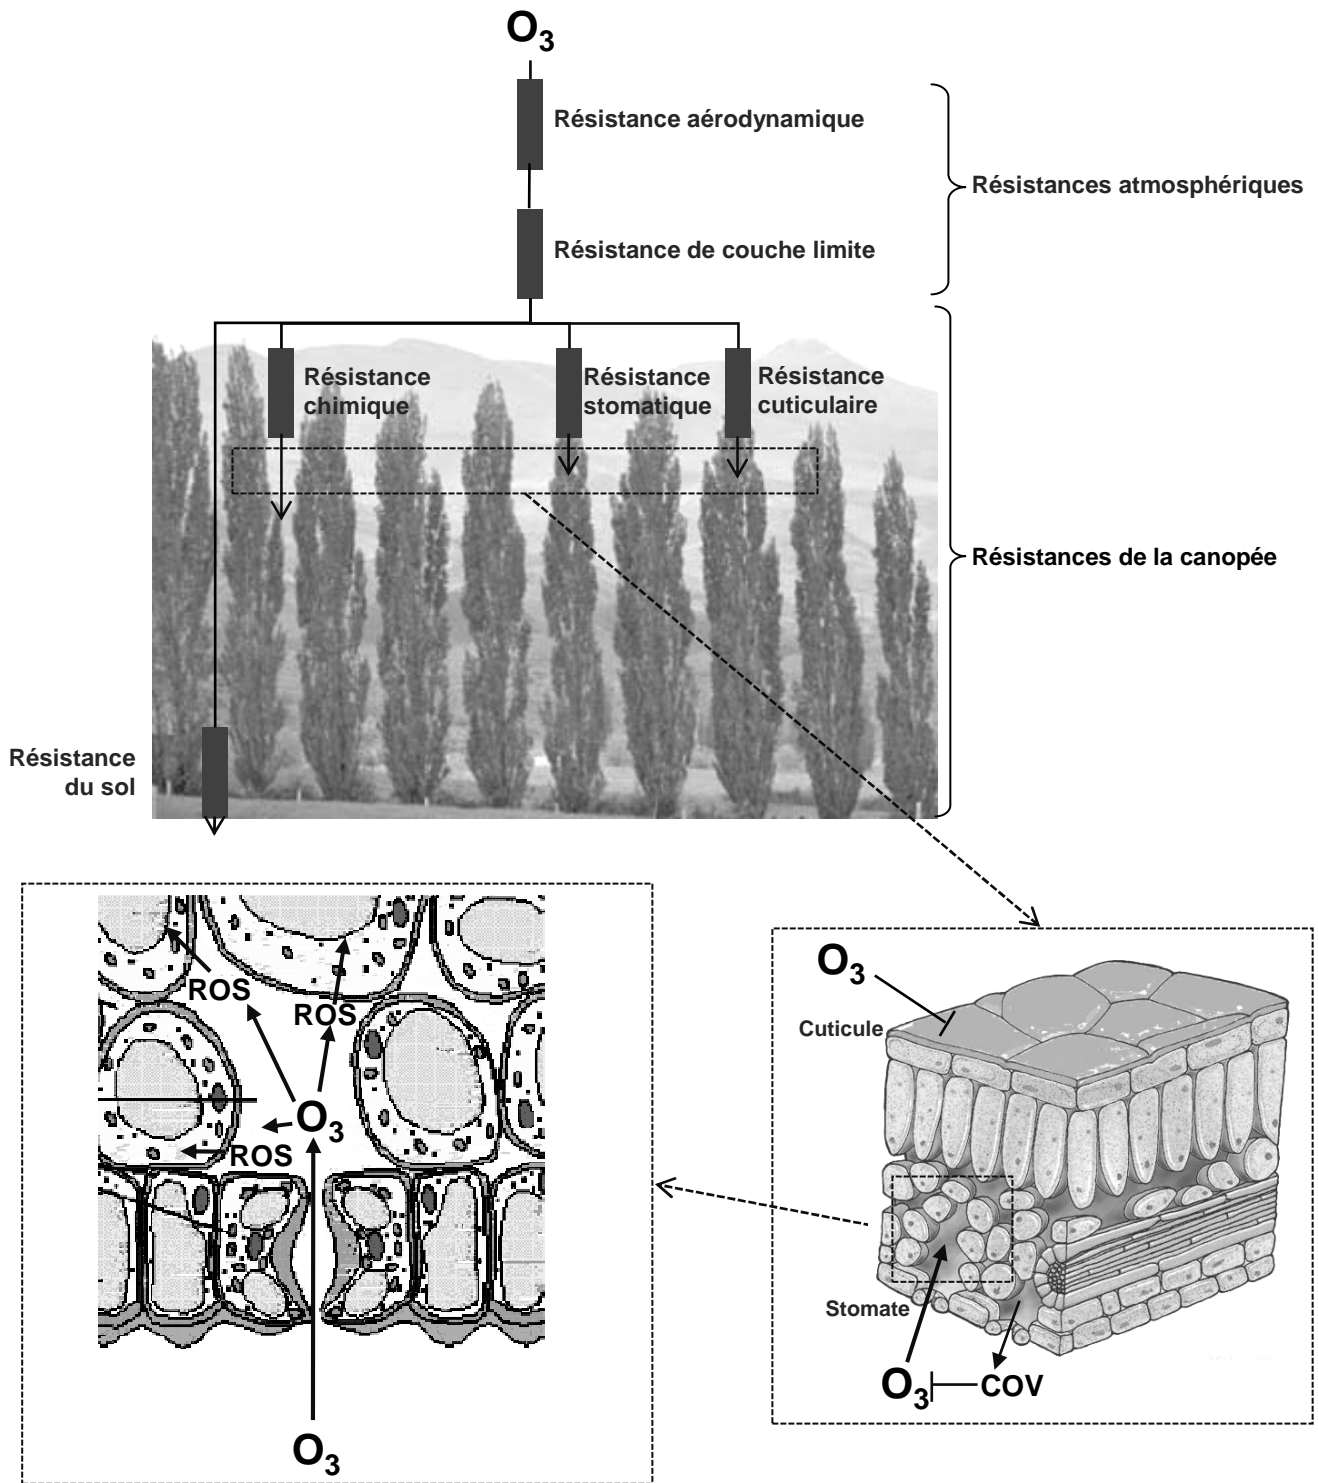 O3
Résistance aérodynamique
Résistances atmosphériques
Résistance de couche limite
Résistance
chimique
Résistance
stomatique
Résistance
cuticulaire
Résistances de la canopée
Résistance
du sol
ROS
ROS
O3
ROS
O3
O3
Cuticule
Stomate
O3
COV